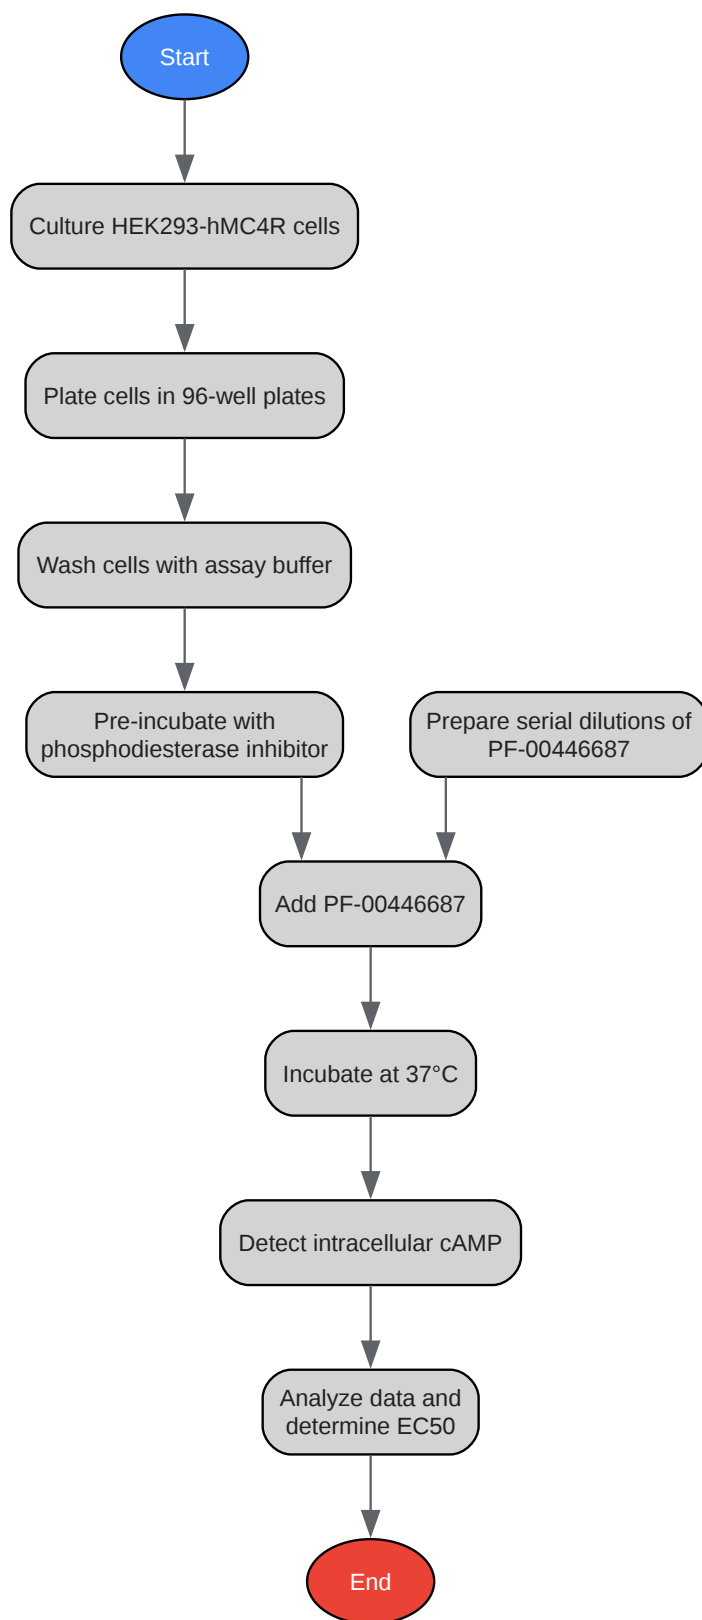 Start
Culture HEK293-hMC4R cells
Plate cells in 96-well plates
Wash cells with assay buffer
Pre-incubate with
phosphodiesterase inhibitor
Prepare serial dilutions of
PF-00446687
Add PF-00446687
Incubate at 37°C
Detect intracellular cAMP
Analyze data and
determine EC50
End